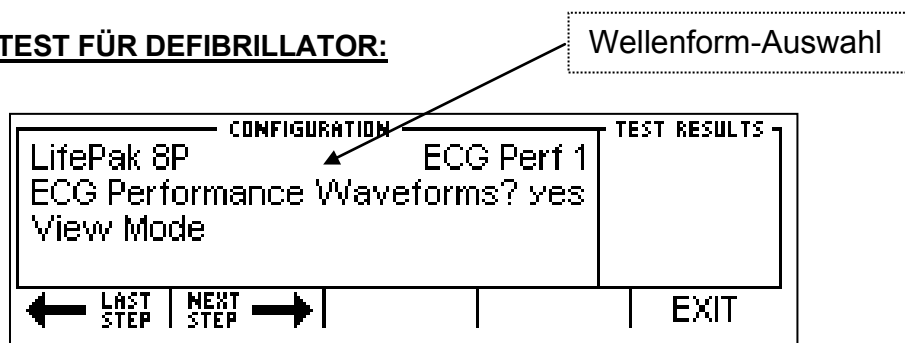 TEST FÜR DEFIBRILLATOR:
Wellenform-Auswahl
CONFIGURATION
TEST RESULTS
LifePak 8P ECG Perf 1
ECG Performance Waveforms? yes
View Mode
LAST STEP
NEXT STEP
EXIT